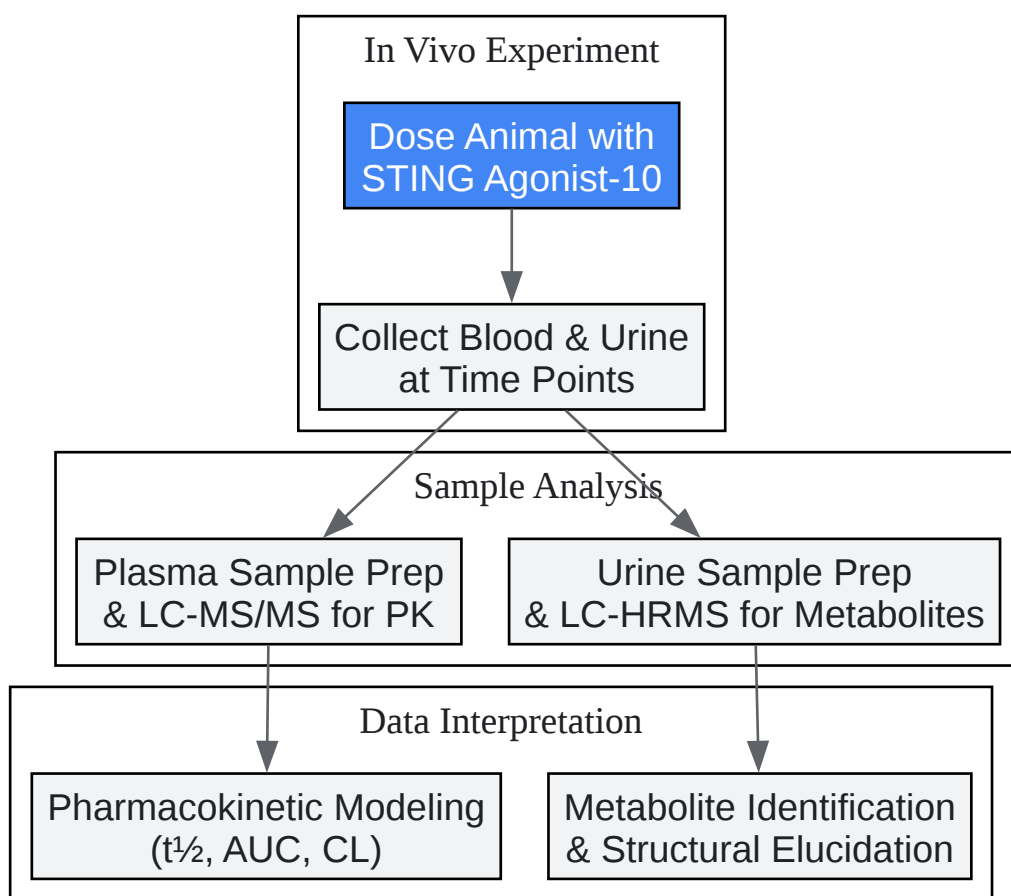 In Vivo Experiment
Dose Animal with
STING Agonist-10
Collect Blood & Urine
at Time Points
Sample Analysis
Plasma Sample Prep
& LC-MS/MS for PK
Urine Sample Prep
& LC-HRMS for Metabolites
Data Interpretation
Pharmacokinetic Modeling
(t½, AUC, CL)
Metabolite Identification
& Structural Elucidation